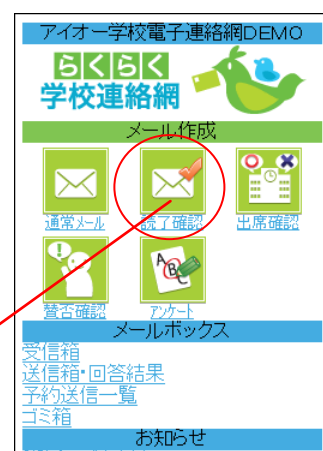 アイオー学校電子連絡網DEMO
らくらく
学校連絡網
メール作成
通常メール 読了確認 出席確認
ABC
賛否確認 アンケート
メールボックス
受信箱
送信箱・回答結果
予約送信一覧
ゴミ箱
お知らせ